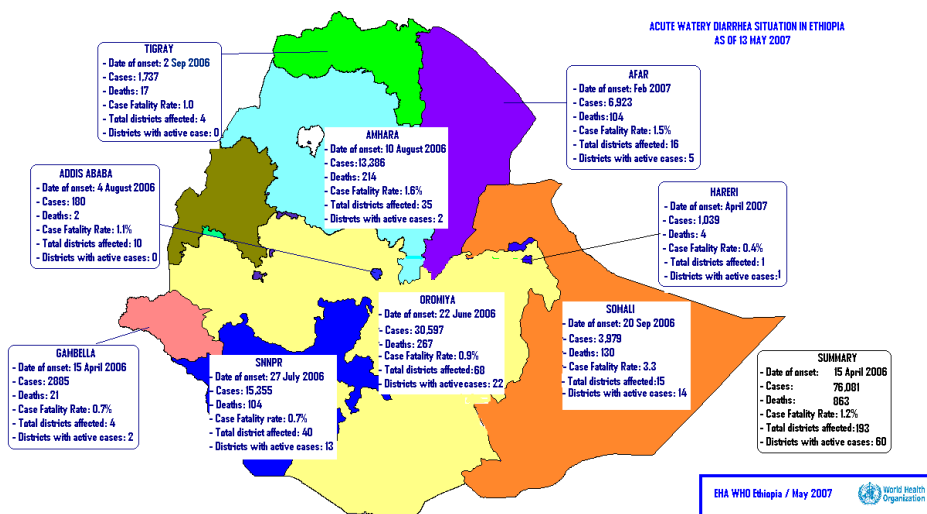 ACUTE WATERY DIARRHEA SITUATION IN ETHIOPIA
AS OF 13 MAY 2007
TIGRAY
- Date of onset: 2 Sep 2006
- Cases: 1,737
- Deaths: 17
- Case Fatality Rate: 1.0
- Total districts affected: 4
- Districts with active case: 0
AFAR
- Date of onset: Feb 2007
- Cases: 6,923
- Deaths: 104
- Case Fatality Rate: 1.5%
- Total districts affected: 16
- Districts with active cases: 5
AMHARA
- Date of onset: 10 August 2006
- Cases: 13,386
- Deaths: 214
- Case Fatality Rate: 1.6%
- Total districts affected: 35
- Distrcts with active cases: 2
ADDIS ABABA
- Date of onset: 4 August 2006
- Cases: 180
- Deaths: 2
- Case Fatality Rate: 1.1%
- Total districts affected: 10
- Districts with active cases: 0
HARERI
- Date of onset: April 2007
- Cases: 1,039
- Deaths: 4
- Case Fatality Rate: 0.4%
- Total districts affected: 1
- Districts with active cases:1
OROMIYA
- Date of onset: 22 June 2006
- Cases: 30,597
- Deaths: 267
- Case Fatality Rate: 0.9%
- Total districts affected: 68
- Districts with active cases: 22
SOMALI
- Date of onset: 20 Sep 2006
- Cases: 3,979
- Deaths: 130
- Case Fatality Rate: 3.3
- Total districts affected:15
- Districts with active cases: 14
GAMBELLA
- Date of onset: 15 April 2006
- Cases: 2885
- Deaths: 21
- Case Fatality Rate: 0.7%
- Total districts affected: 4
- Districts with active cases: 2
SNNPR
- Date of onset: 27 July 2006
- Cases: 15,355
- Deaths: 104
- Case Fatality rate: 0.7%
- Total district affected: 40
- Districts with active cases: 13
SUMMARY
- Date of onset: 15 April 2006
- Cases: 76,081
- Deaths: 863
- Case Fatality Rate: 1.2%
- Total districts affected:193
- Districts with active cases: 60
EHA WHO Ethiopia / May 2007
World Health
Organization